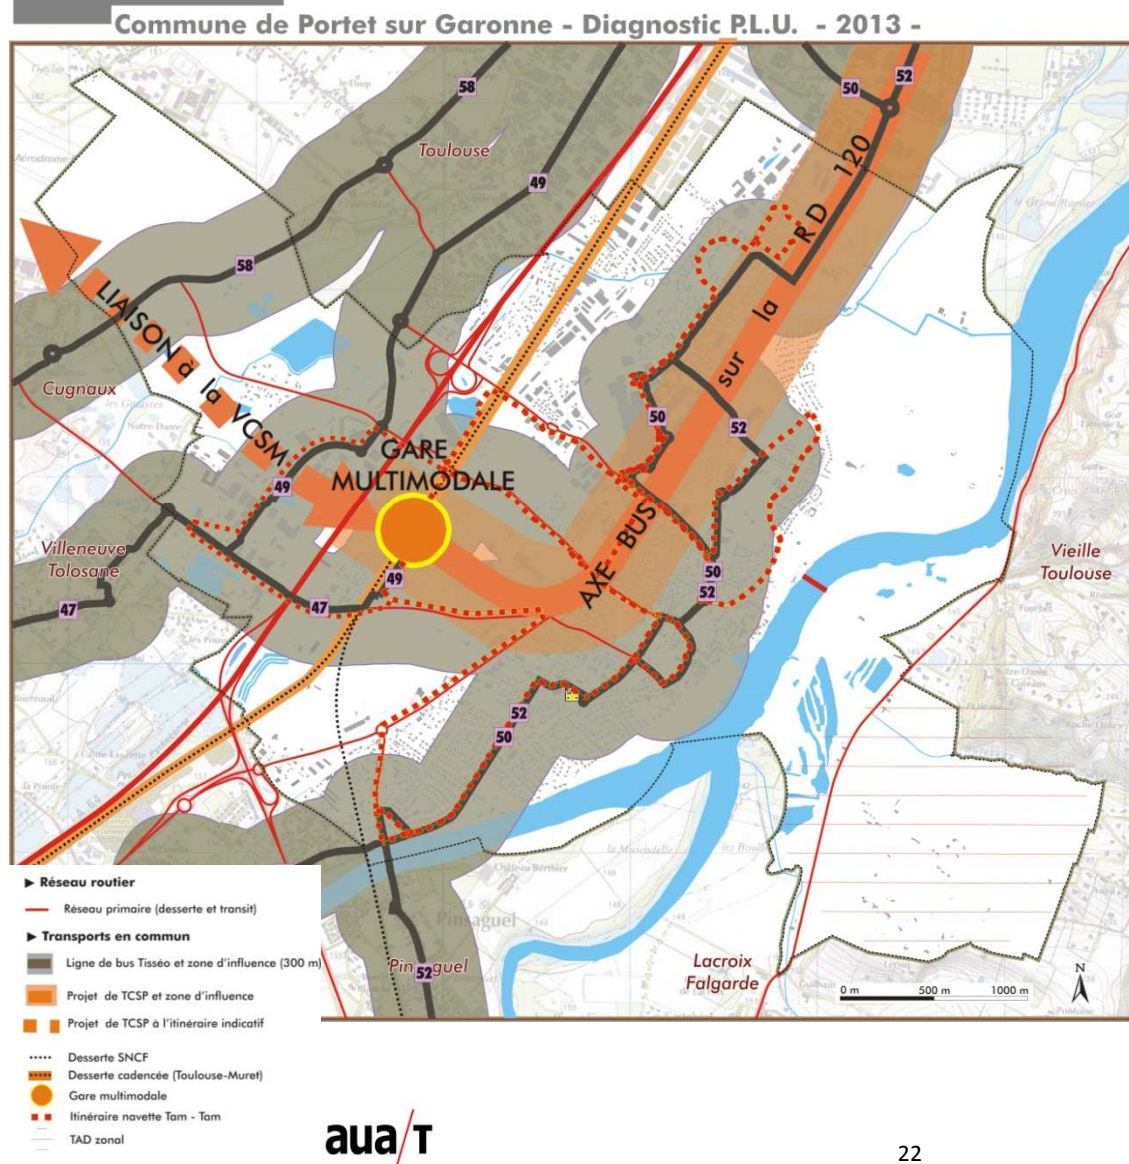 Commune de Portet sur Garonne - Diagnostic P.L.U. - 2013 -
58
52
50
Toulouse
49
RD 120
58
LIAISON à la VCSM
la
sur
Cugnaux
50
52
GARE
MULTIMODALE
49
AXE BUS
Villeneuve
Tolosane
Vieille
Toulouse
49
50
52
47
47
52
50
Pinsaguel
52
Lacroix
Falgarde
N
0 m 500 m 1000 m
► Réseau routier
Réseau primaire (desserte et transit)
► Transports en commun
Ligne de bus Tisséo et zone d'influence (300 m)
Projet de TCSP et zone d'influence
Projet de TCSP à l'itinéraire indicatif
Desserte SNCF
Desserte cadencée (Toulouse-Muret)
Gare multimodale
Itinéraire navette Tam - Tam
TAD zonal
aua/T
22